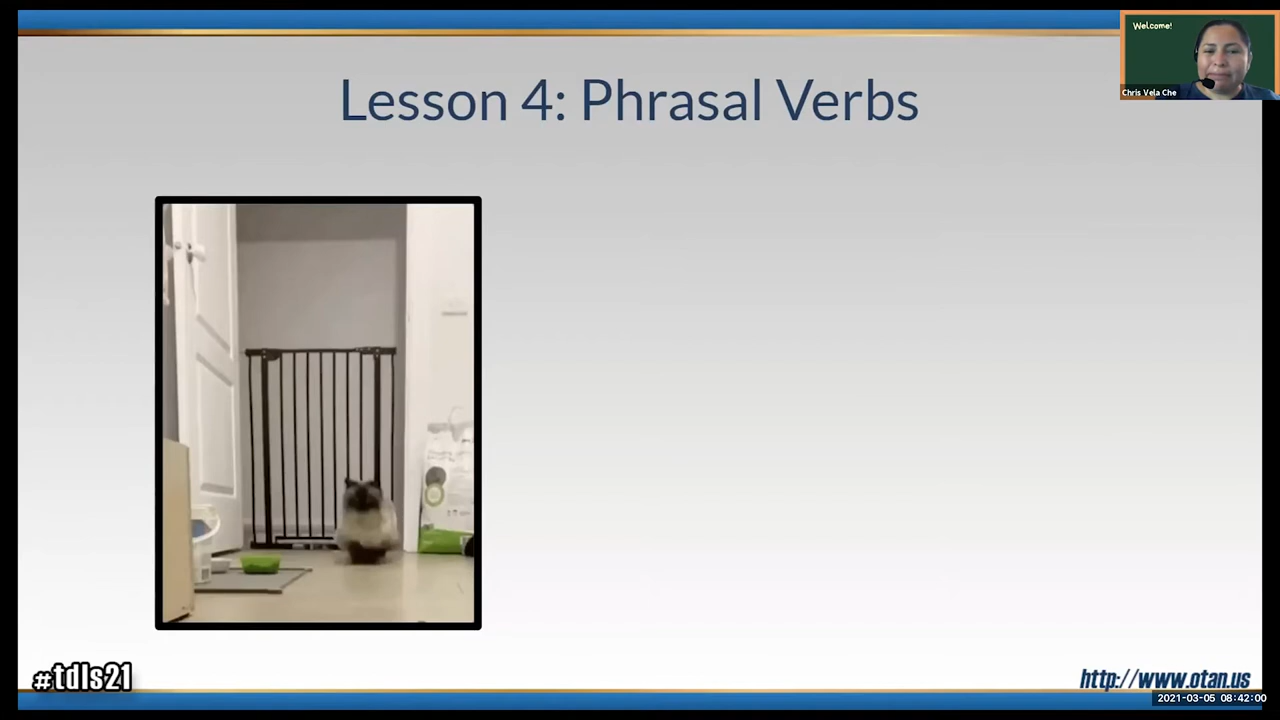 Welcome!
Chris Vela Che
Lesson 4: Phrasal Verbs
#tdls21
http://www.otan.us
2021-03-05 08:42:00